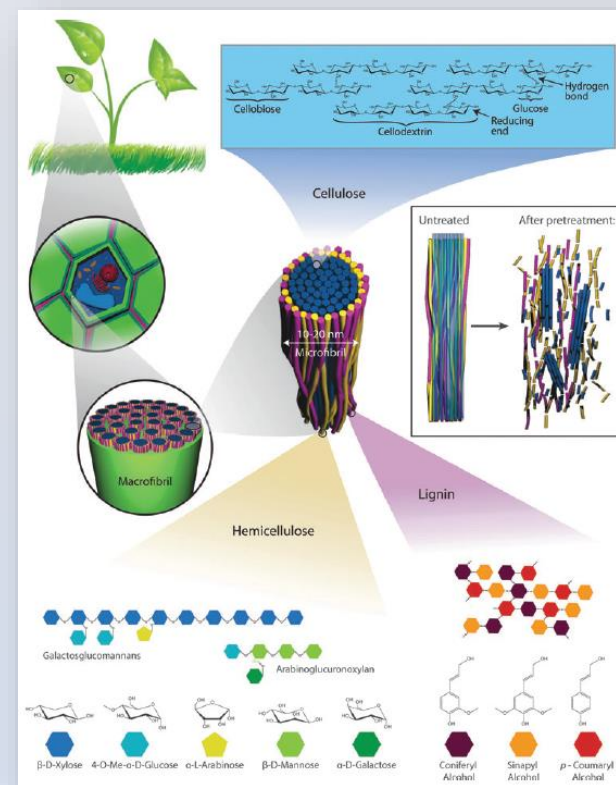 Cellobiose
Cellodextrin
Glucose
Hydrogen
bond
Reducing
end
Cellulose
Untreated
After pretreatment:
10-20 nm
Microfibril
Macrofibril
Lignin
Hemicellulose
Galactosglucomannans
Arabinoglucuronoxylan
β-D-Xylose
4-O-Me-α-D-Glucose
α-L-Arabinose
β-D-Mannose
α-D-Galactose
Coniferyl
Alcohol
Sinapyl
Alcohol
p - Coumaryl
Alcohol